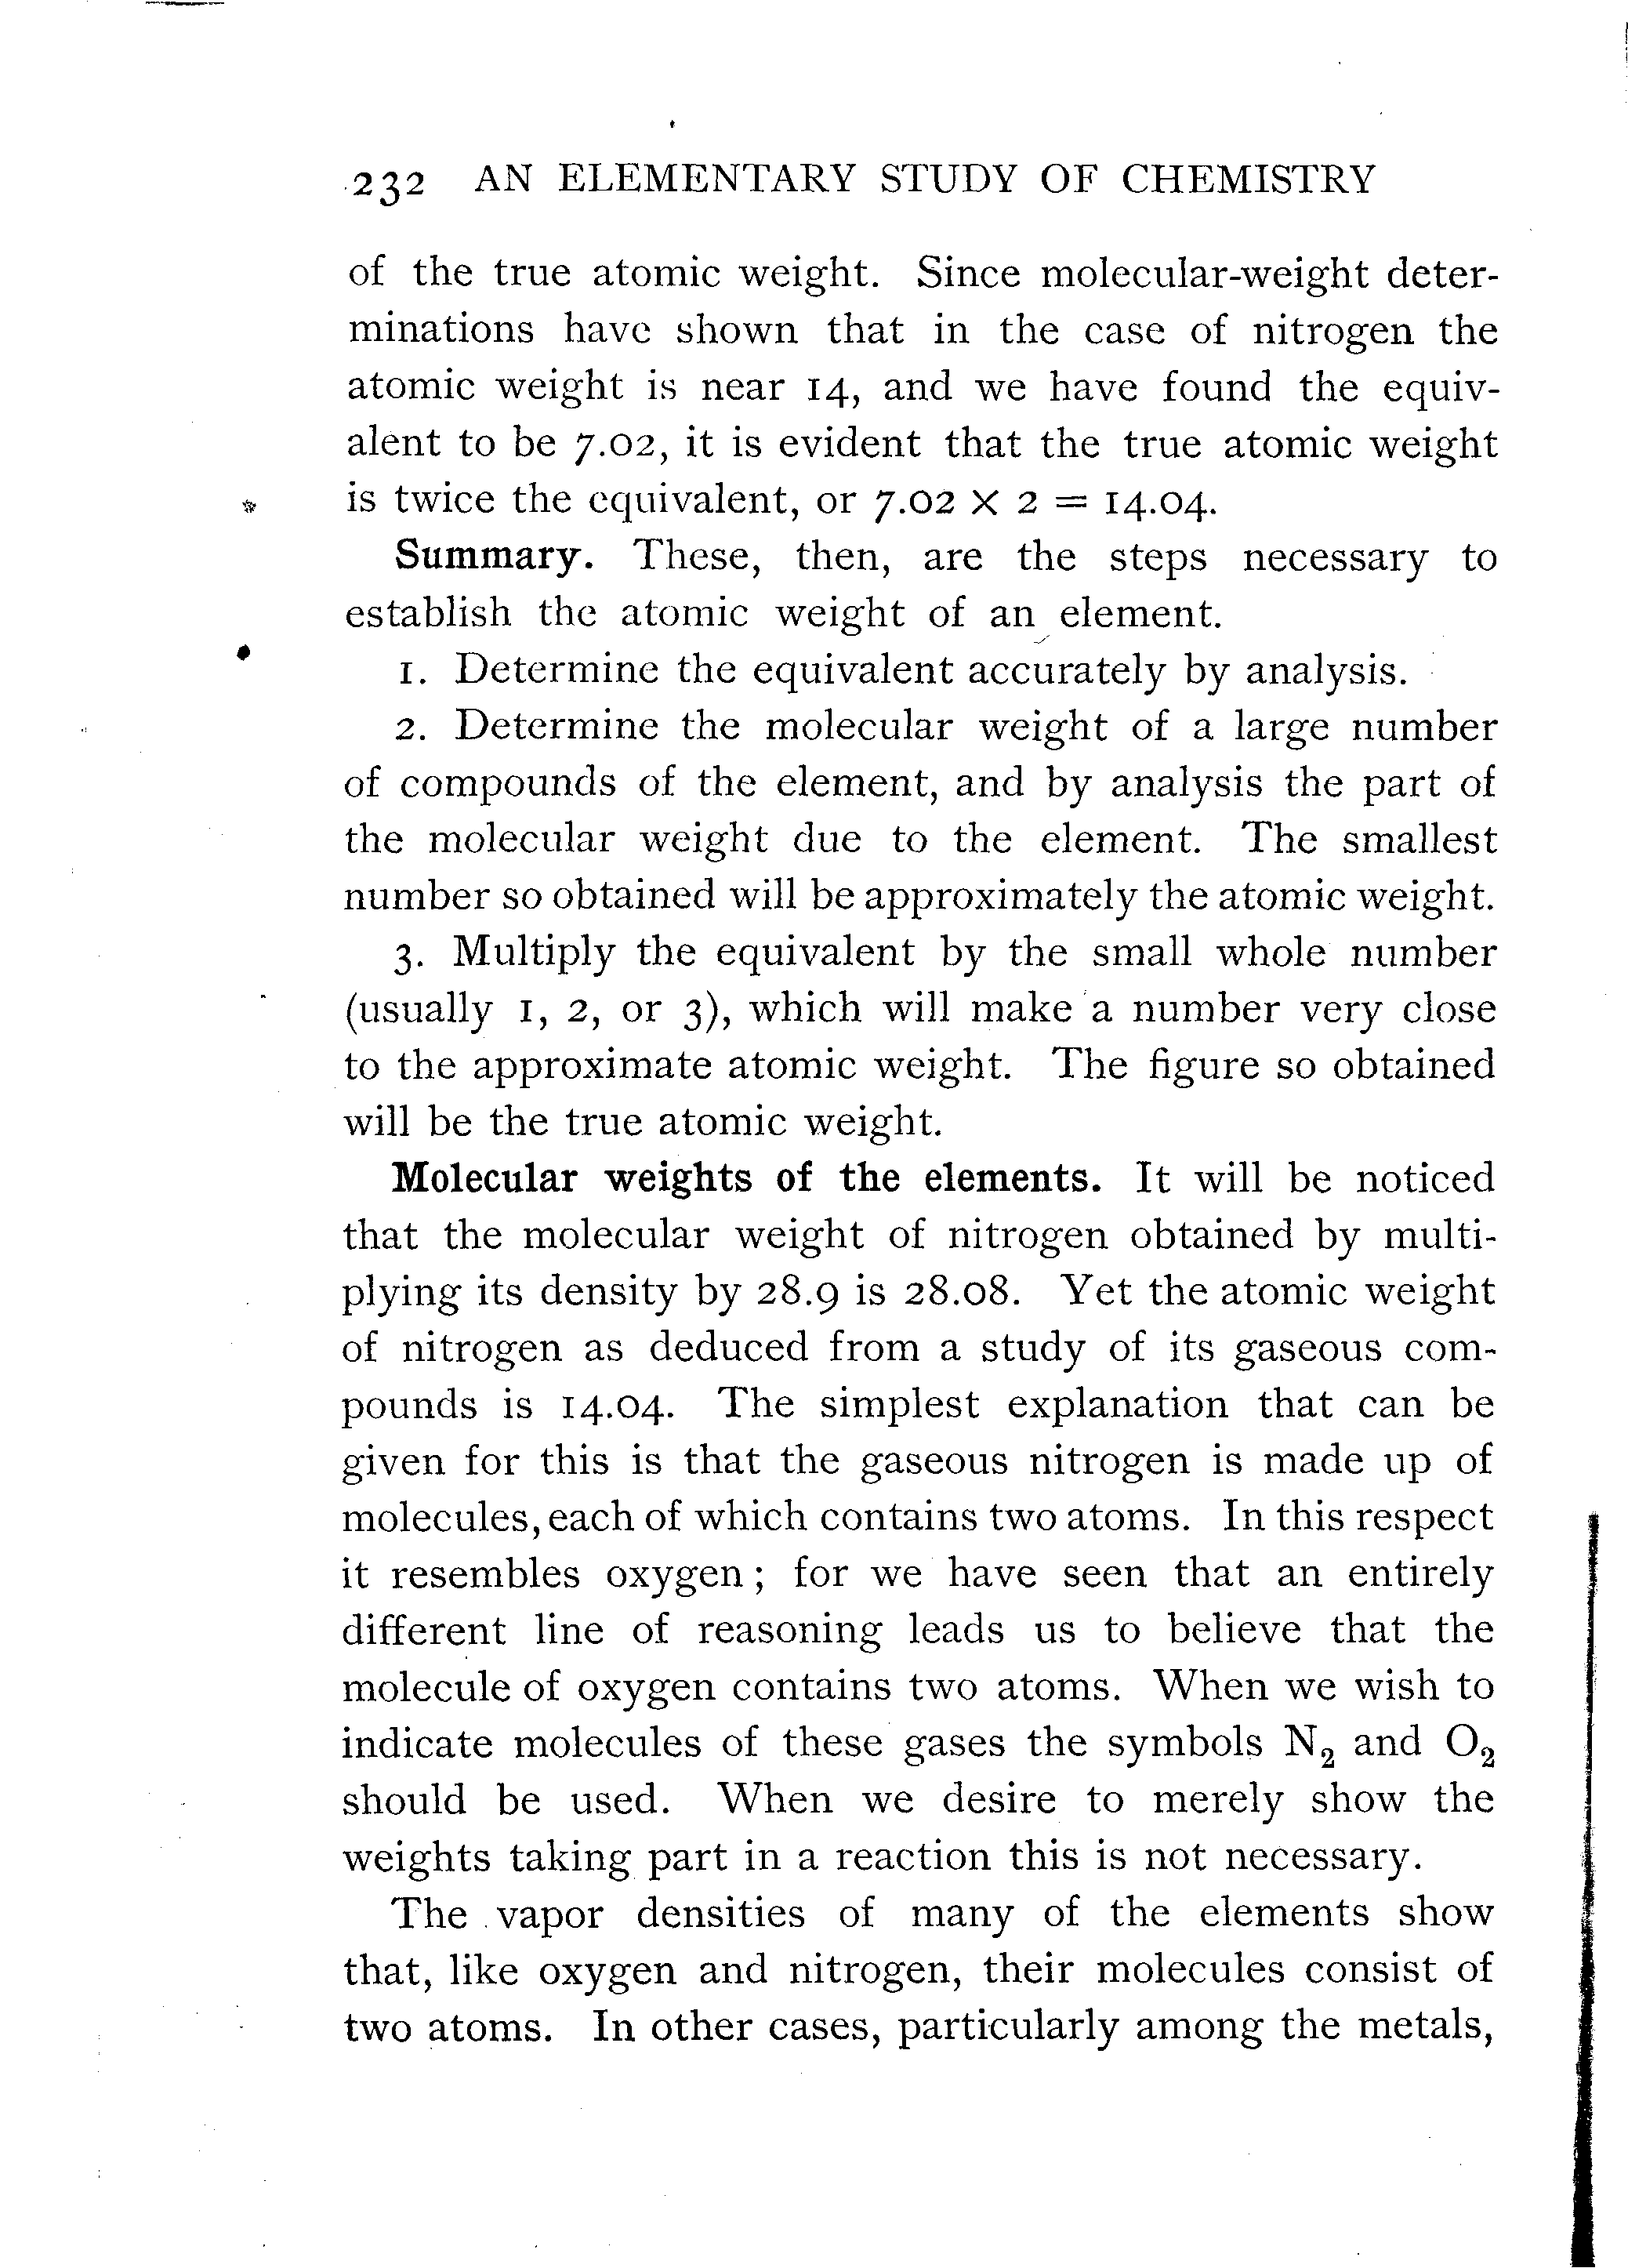 232 AN ELEMENTARY STUDY OF CHEMISTRY
of the true atomic weight. Since molecular-weight deter-
minations have shown that in the case of nitrogen the
atomic weight is near 14, and we have found the equiv-
alent to be 7.02, it is evident that the true atomic weight
is twice the equivalent, or 7.02 × 2 = 14.04.
Summary. These, then, are the steps necessary to
establish the atomic weight of an element.
1. Determine the equivalent accurately by analysis.
2. Determine the molecular weight of a large number
of compounds of the element, and by analysis the part of
the molecular weight due to the element. The smallest
number so obtained will be approximately the atomic weight.
3. Multiply the equivalent by the small whole number
(usually 1, 2, or 3), which will make a number very close
to the approximate atomic weight. The figure so obtained
will be the true atomic weight.
Molecular weights of the elements. It will be noticed
that the molecular weight of nitrogen obtained by multi-
plying its density by 28.9 is 28.08. Yet the atomic weight
of nitrogen as deduced from a study of its gaseous com-
pounds is 14.04. The simplest explanation that can be
given for this is that the gaseous nitrogen is made up of
molecules, each of which contains two atoms. In this respect
it resembles oxygen; for we have seen that an entirely
different line of reasoning leads us to believe that the
molecule of oxygen contains two atoms. When we wish to
indicate molecules of these gases the symbols N₂ and O₂
should be used. When we desire to merely show the
weights taking part in a reaction this is not necessary.
The vapor densities of many of the elements show
that, like oxygen and nitrogen, their molecules consist of
two atoms. In other cases, particularly among the metals,